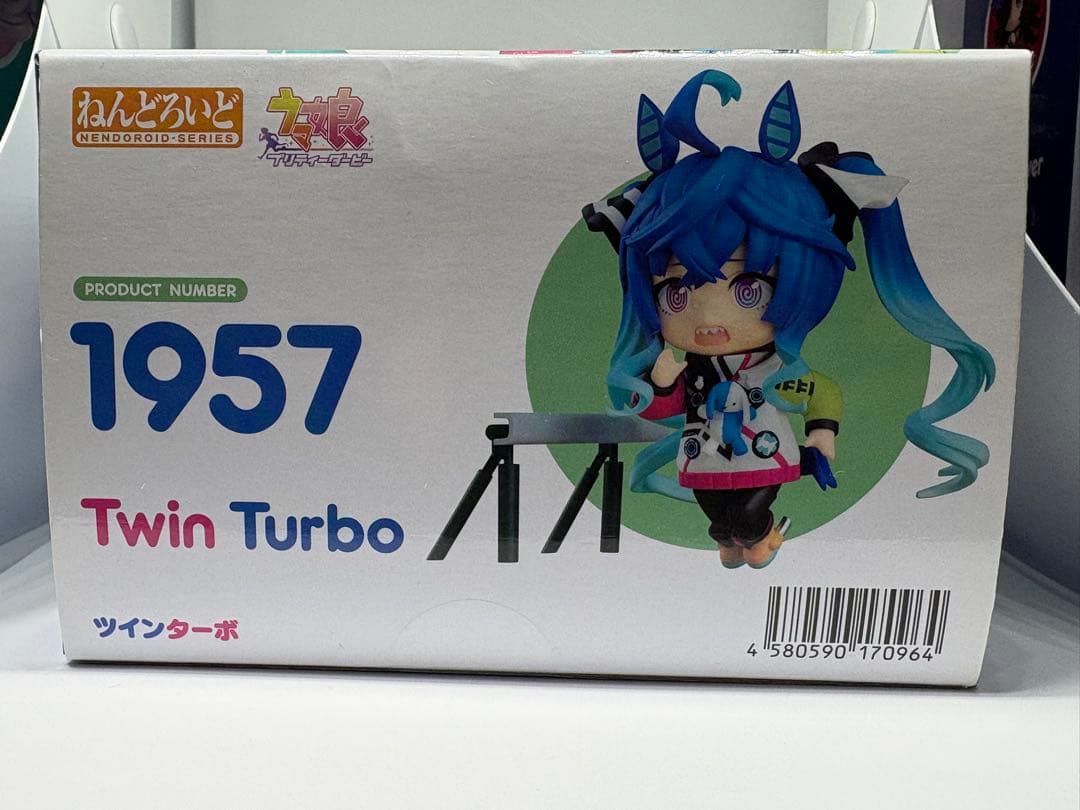 ねんどろいど
NENDOROID-SERIES
ウマ娘
プリティーダービー
PRODUCT NUMBER
1957
Twin Turbo
ツインターボ
4 580590 170964